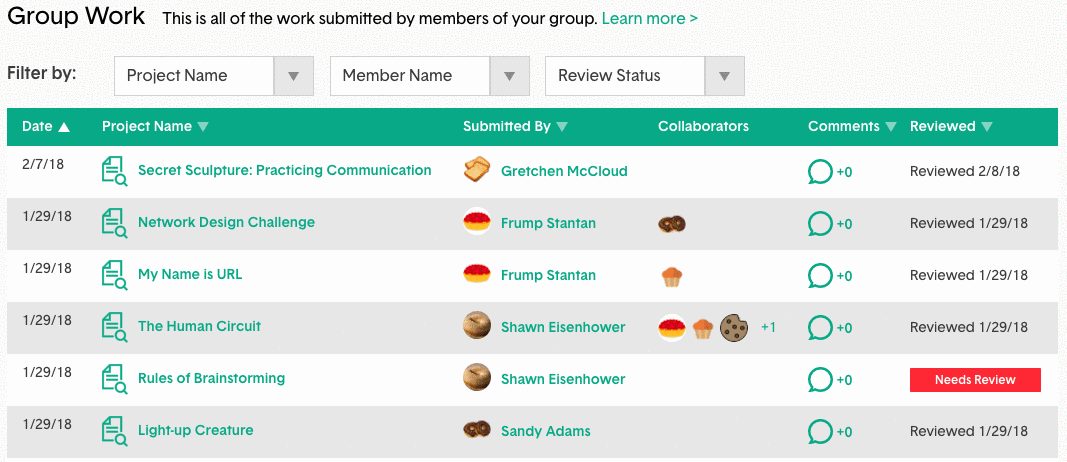 Group Work This is all of the work submitted by members of your group. Learn more >
Filter by: Project Name Member Name Review Status
Date Project Name Submitted By Collaborators Comments Reviewed
2/7/18 Secret Sculpture: Practicing Communication Gretchen McCloud +0 Reviewed 2/8/18
1/29/18 Network Design Challenge Frump Stantan +0 Reviewed 1/29/18
1/29/18 My Name is URL Frump Stantan +0 Reviewed 1/29/18
1/29/18 The Human Circuit Shawn Eisenhower +1 +0 Reviewed 1/29/18
1/29/18 Rules of Brainstorming Shawn Eisenhower +0 Needs Review
1/29/18 Light-up Creature Sandy Adams +0 Reviewed 1/29/18